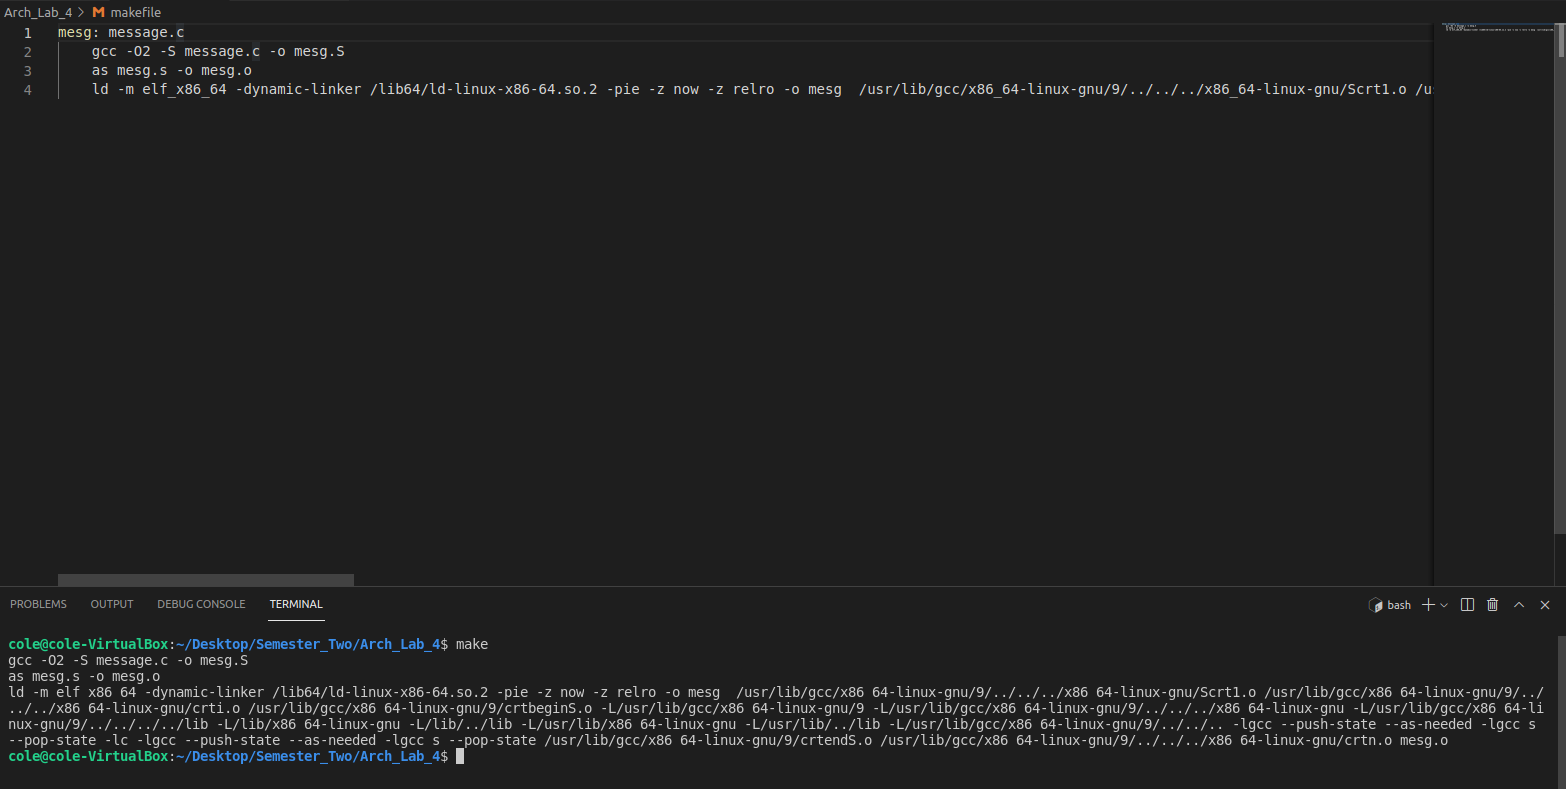 Arch_Lab_4 > makefile
1 mesg: message.c
2 gcc -O2 -S message.c -o mesg.S
3 as mesg.s -o mesg.o
4 ld -m elf_x86_64 -dynamic-linker /lib64/ld-linux-x86-64.so.2 -pie -z now -z relro -o mesg  /usr/lib/gcc/x86_64-linux-gnu/9/../../../x86_64-linux-gnu/Scrt1.o /us
PROBLEMS OUTPUT DEBUG CONSOLE TERMINAL bash
cole@cole-VirtualBox:~/Desktop/Semester_Two/Arch_Lab_4$ make
gcc -O2 -S message.c -o mesg.S
as mesg.s -o mesg.o
ld -m elf x86 64 -dynamic-linker /lib64/ld-linux-x86-64.so.2 -pie -z now -z relro -o mesg  /usr/lib/gcc/x86 64-linux-gnu/9/../../../x86 64-linux-gnu/Scrt1.o /usr/lib/gcc/x86 64-linux-gnu/9/../
../../x86 64-linux-gnu/crti.o /usr/lib/gcc/x86 64-linux-gnu/9/crtbeginS.o -L/usr/lib/gcc/x86 64-linux-gnu/9 -L/usr/lib/gcc/x86 64-linux-gnu/9/../../../x86 64-linux-gnu -L/usr/lib/gcc/x86 64-li
nux-gnu/9/../../../../lib -L/lib/x86 64-linux-gnu -L/lib/../lib -L/usr/lib/x86 64-linux-gnu -L/usr/lib/../lib -L/usr/lib/gcc/x86 64-linux-gnu/9/../../.. -lgcc --push-state --as-needed -lgcc s
--pop-state -lc -lgcc --push-state --as-needed -lgcc s --pop-state /usr/lib/gcc/x86 64-linux-gnu/9/crtendS.o /usr/lib/gcc/x86 64-linux-gnu/9/../../../x86 64-linux-gnu/crtn.o mesg.o
cole@cole-VirtualBox:~/Desktop/Semester_Two/Arch_Lab_4$